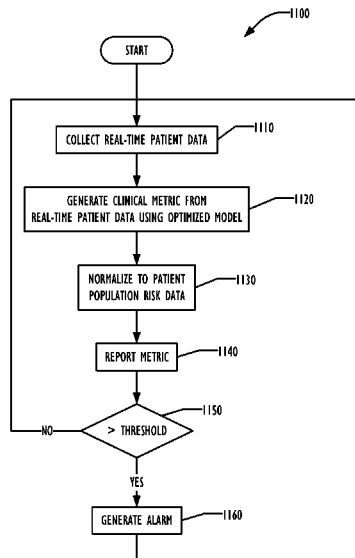 1100
START
COLLECT REAL-TIME PATIENT DATA
1110
GENERATE CLINICAL METRIC FROM
REAL-TIME PATIENT DATA USING OPTIMIZED MODEL
1120
NORMALIZE TO PATIENT
POPULATION RISK DATA
1130
REPORT METRIC
1140
> THRESHOLD
1150
NO
YES
GENERATE ALARM
1160